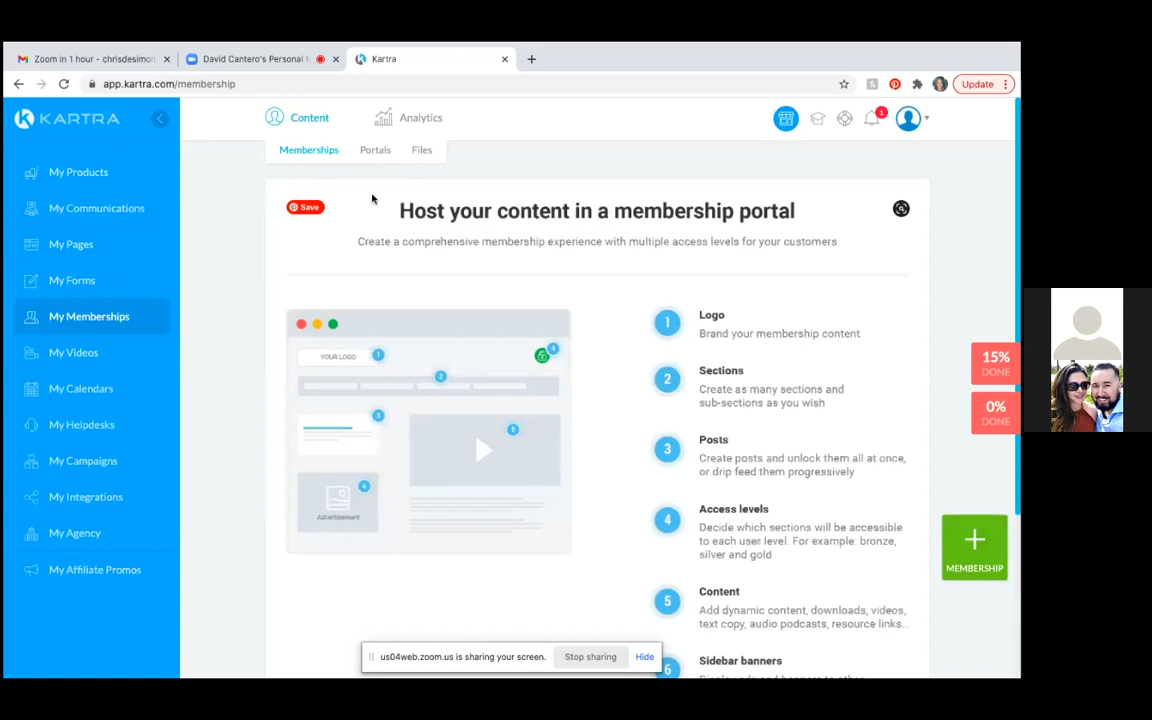 Zoom in 1 hour - chrisdesimon
David Cantero's Personal
Kartra
app.kartra.com/membership
Update
KARTRA
Content
Analytics
1
Memberships
Portals
Files
My Products
My Communications
My Pages
My Forms
My Memberships
My Videos
My Calendars
My Helpdesks
My Campaigns
My Integrations
My Agency
My Affiliate Promos
Save
Host your content in a membership portal
Create a comprehensive membership experience with multiple access levels for your customers
YOUR LOGO
1
2
3
4
5
6
Advertisement
1
Logo
Brand your membership content
2
Sections
Create as many sections and
sub-sections as you wish
3
Posts
Create posts and unlock them all at once,
or drip feed them progressively
4
Access levels
Decide which sections will be accessible
to each user level. For example: bronze,
silver and gold
5
Content
Add dynamic content, downloads, videos,
text copy, audio podcasts, resource links..
6
Sidebar banners
15%
DONE
0%
DONE
+
MEMBERSHIP
us04web.zoom.us is sharing your screen.
Stop sharing
Hide